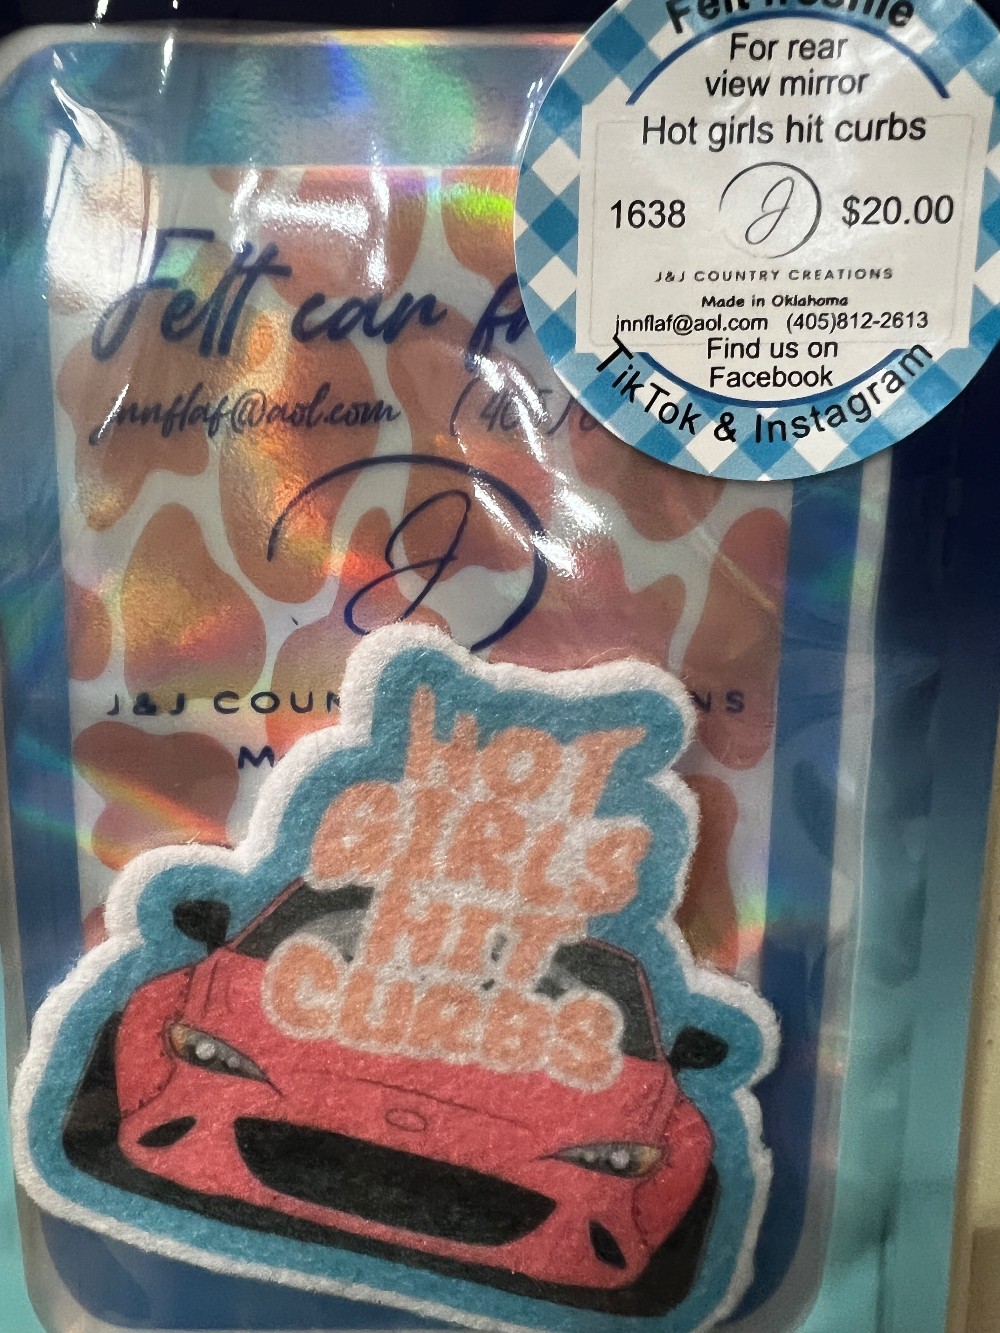 For rear
view mirror
Hot girls hit curbs
1638 $20.00
J&J COUNTRY CREATIONS
Made in Oklahoma
jnnflaf@aol.com (405)812-2613
Find us on
Facebook
TikTok & Instagram
Felt car
jnnflaf@aol.com (405)
J
J&J
HOT
GIRLS
HIT
CURBS